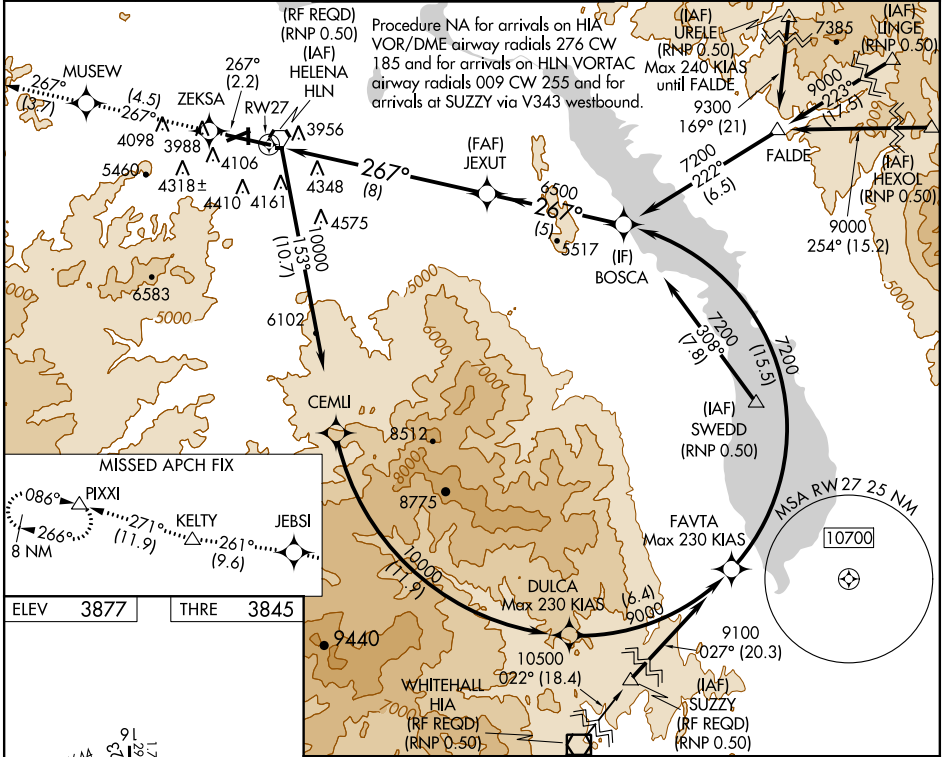 (RF REQD)
(RNP 0.50)
(IAF)
HELENA
HLN
Procedure NA for arrivals on HIA
VOR/DME airway radials 276 CW
185 and for arrivals on HLN VORTAC
airway radials 009 CW 255 and for
arrivals at SUZZY via V343 westbound.
(IAF)
URELE
(RNP 0.50)
Max 240 KIAS
until FALDE
7385
(IAF)
LINGE
(RNP 0.50)
9000
223°
(17.5)
9300
169° (21)
FALDE
(IAF)
HEXOL
(RNP 0.50)
9000
254° (15.2)
7200
222°
(6.5)
267°
(3.7)
MUSEW
(4.5)
267°
ZEKSA
267°
(2.2)
RW27
3956
4098
3988
4106
5460
4318±
4410
4161
4348
4575
267°
(8)
(FAF)
JEXUT
6500
267°
(5)
5517
(IF)
BOSCA
10000
153°
(10.7)
6583
5000
6102
5000
6000
7000
5000
7200
308°
(7.8)
7200
(15.5)
(IAF)
SWEDD
(RNP 0.50)
CEMLI
8512
8000
8775
MISSED APCH FIX
086°
PIXXI
266°
8 NM
271°
(11.9)
KELTY
261°
(9.6)
JEBSI
10000
(11.9)
FAVTA
Max 230 KIAS
MSA RW27 25 NM
10700
DULCA
Max 230 KIAS
(6.4)
9000
ELEV 3877
THRE 3845
9440
10500
022° (18.4)
9100
027° (20.3)
WHITEHALL
HIA
(RF REQD)
(RNP 0.50)
(IAF)
SUZZY
(RF REQD)
(RNP 0.50)
16